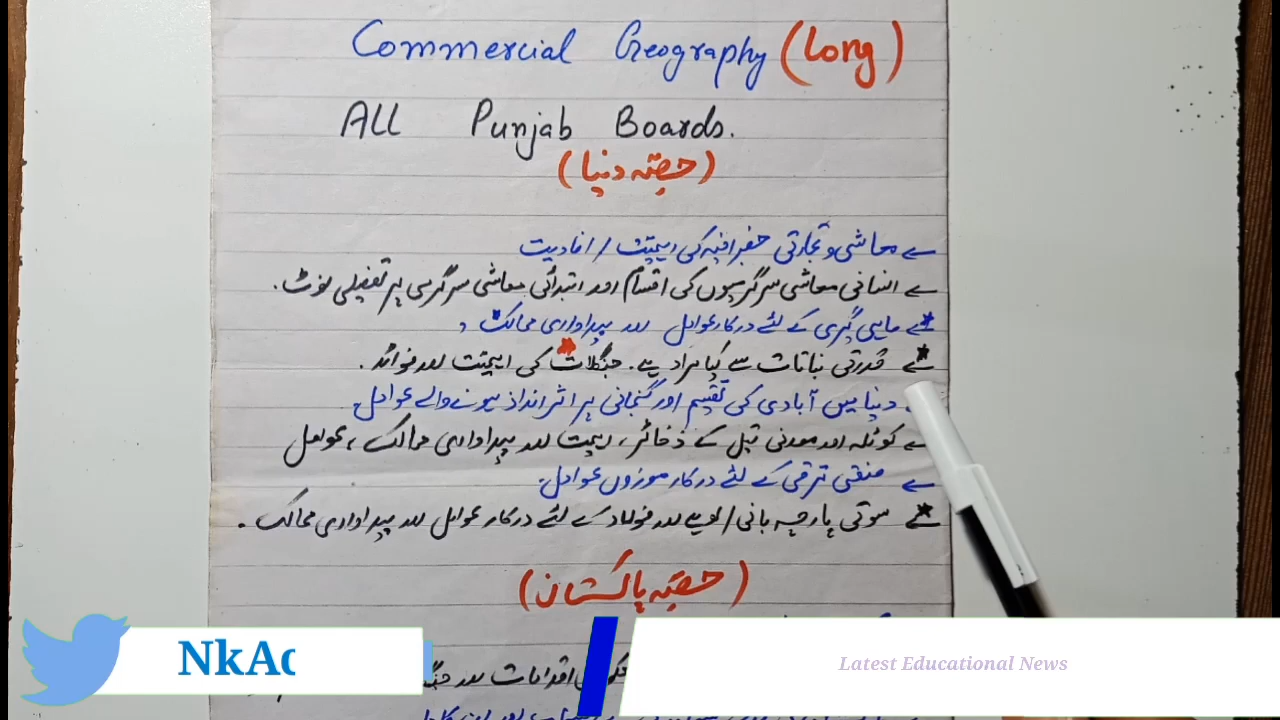 Commercial Geography (Long)
ALL Punjab Boards.
(حصّہ دنیا)
معاشی و تجارتی جغرافیہ کی اہمیت / افادیت
انسانی معاشی سرگرمیوں کی اقسام اور ابتدائی معاشی سرگرمی پر تفصیلی نوٹ۔
ماہی گیری کے لئے درکار عوامل اور پیداواری ممالک
قدرتی نباتات سے کیا مراد ہے۔ جنگلات کی اہمیت اور فوائد۔
دنیا میں آبادی کی تقسیم اور گنجانی پر اثر انداز ہونے والے عوامل۔
کوئلہ اور معدنی تیل کے ذخائر، اہمیت اور پیداواری ممالک، عوامل
صنعتی ترقی کے لئے درکار موزوں عوامل۔
سوتی پارچہ بافی / لوہے اور فولاد کے لئے درکار عوامل اور پیداواری ممالک۔
(حصّہ پاکستان)
اقدامات اور
NkAc
Latest Educational News